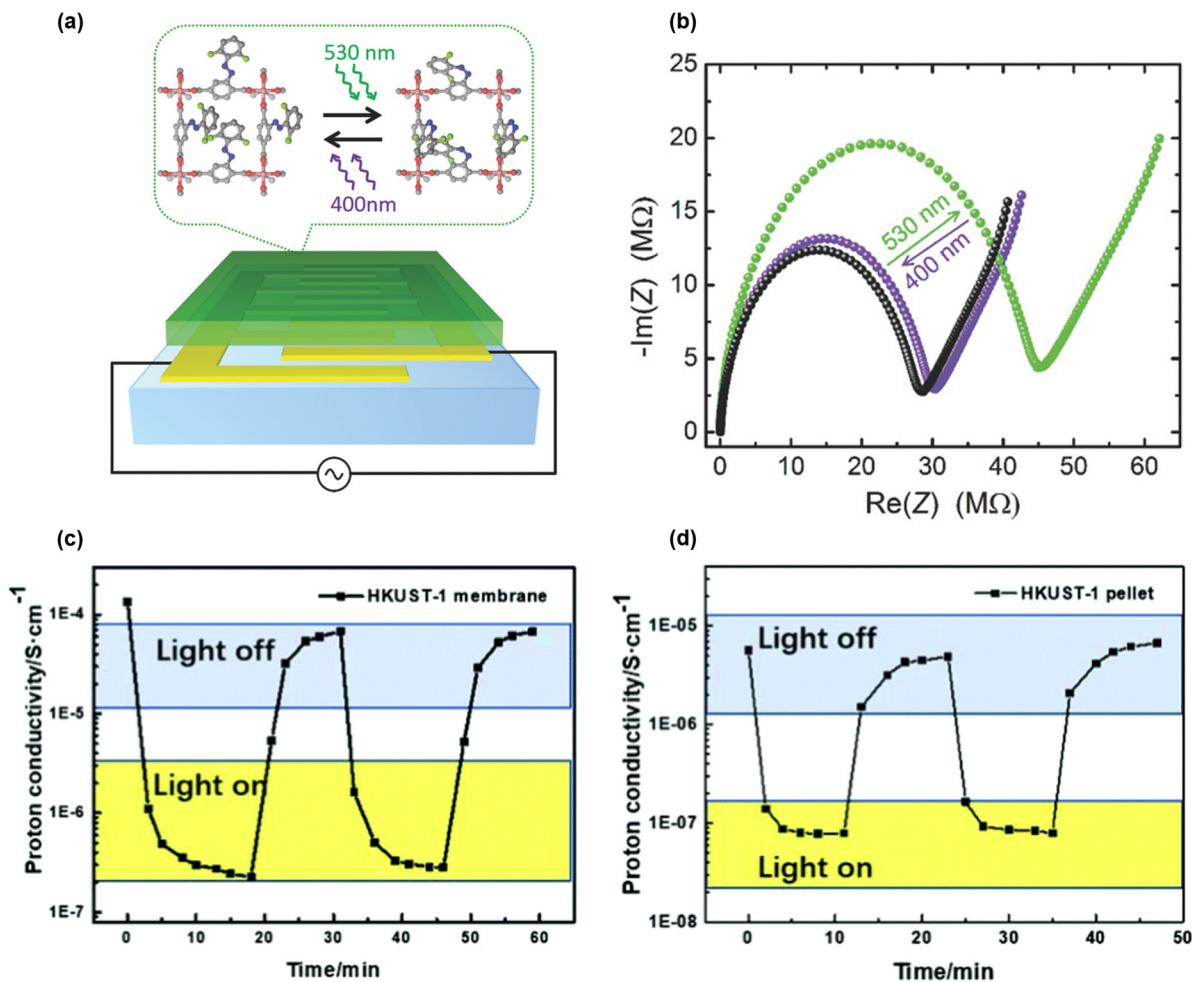 (a)
530 nm
400nm
(b)
25
20
15
10
5
0
-Im(Z) (MΩ)
530 nm
400 nm
0 10 20 30 40 50 60
Re(Z) (MΩ)
(c)
Proton conductivity/S·cm⁻¹
1E-4
1E-5
1E-6
1E-7
HKUST-1 membrane
Light off
Light on
0 10 20 30 40 50 60
Time/min
(d)
Proton conductivity/S·cm⁻¹
1E-05
1E-06
1E-07
1E-08
HKUST-1 pellet
Light off
Light on
0 10 20 30 40 50
Time/min